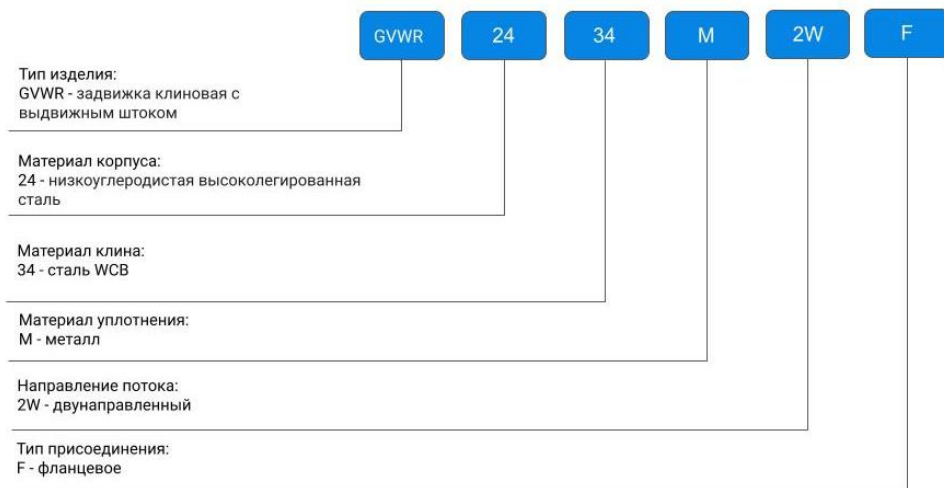 GVWR 24 34 M 2W F
Тип изделия:
GVWR - задвижка клиновая с
выдвижным штоком
Материал корпуса:
24 - низкоуглеродистая высоколегированная
сталь
Материал клина:
34 - сталь WCB
Материал уплотнения:
М - металл
Направление потока:
2W - двунаправленный
Тип присоединения:
F - фланцевое